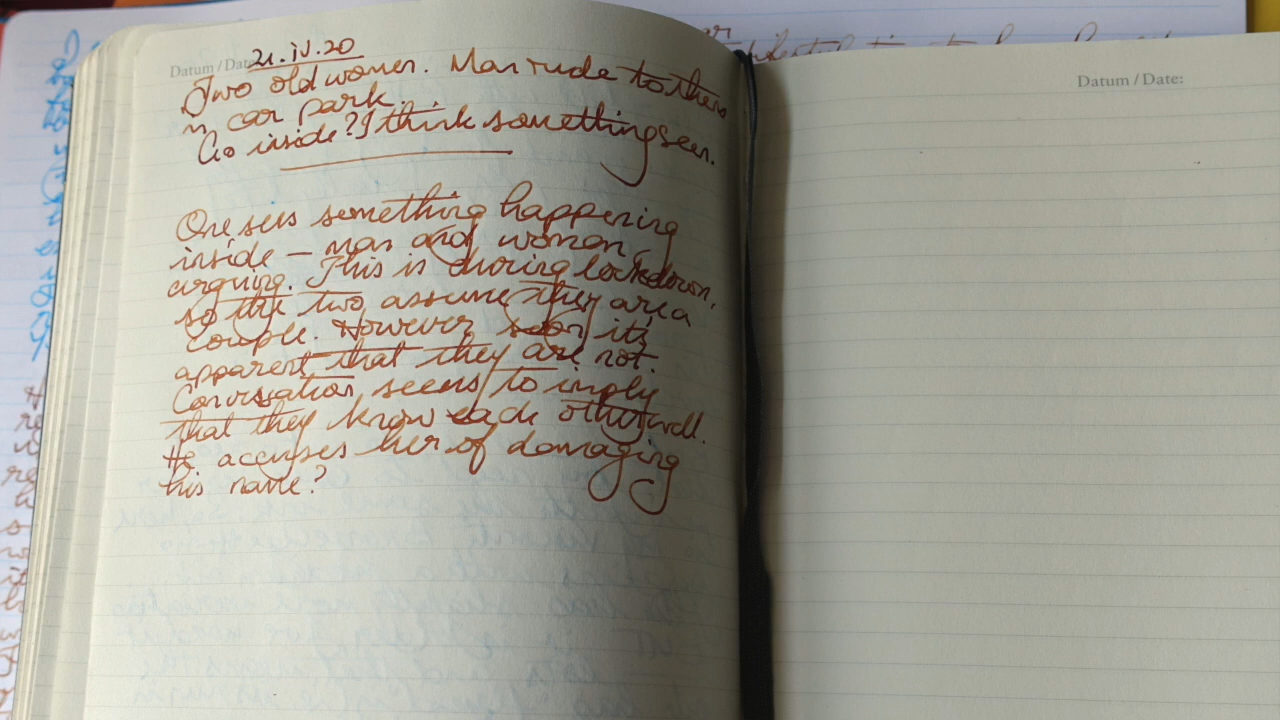 Datum / Date: 21.IV.20
Two old women. Man rude to them
in car park.
Go inside? I think something seen.
One sees something happening
inside – man and woman
arguing. This is during lockdown,
so the two assume they are a
couple. However soon it's
apparent that they are not.
Conversation seems to imply
that they know each other well.
He accuses her of damaging
his name?
Datum / Date: